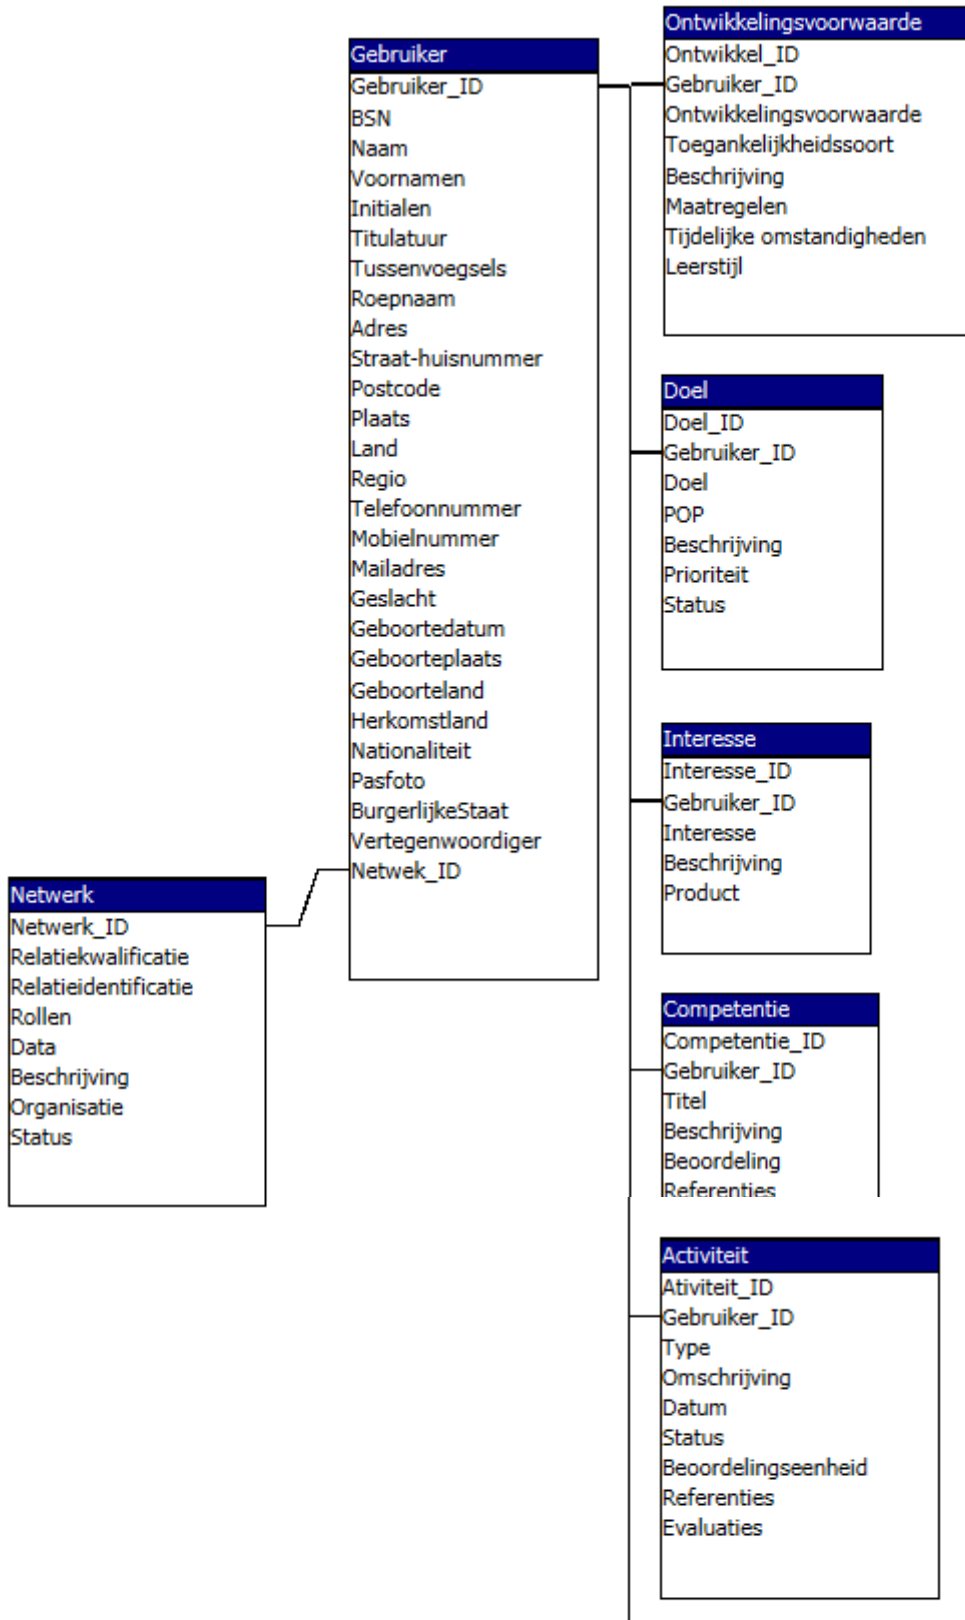 Gebruiker
Gebruiker_ID
BSN
Naam
Voornamen
Initialen
Titulatuur
Tussenvoegsels
Roepnaam
Adres
Straat-huisnummer
Postcode
Plaats
Land
Regio
Telefoonnummer
Mobielnummer
Mailadres
Geslacht
Geboortedatum
Geboorteplaats
Geboorteland
Herkomstland
Nationaliteit
Pasfoto
BurgerlijkeStaat
Vertegenwoordiger
Netwek_ID
Netwerk
Netwerk_ID
Relatiekwalificatie
Relatieidentificatie
Rollen
Data
Beschrijving
Organisatie
Status
Ontwikkelingsvoorwaarde
Ontwikkel_ID
Gebruiker_ID
Ontwikkelingsvoorwaarde
Toegankelijkheidssoort
Beschrijving
Maatregelen
Tijdelijke omstandigheden
Leerstijl
Doel
Doel_ID
Gebruiker_ID
Doel
POP
Beschrijving
Prioriteit
Status
Interesse
Interesse_ID
Gebruiker_ID
Interesse
Beschrijving
Product
Competentie
Competentie_ID
Gebruiker_ID
Titel
Beschrijving
Beoordeling
Referenties
Activiteit
Ativiteit_ID
Gebruiker_ID
Type
Omschrijving
Datum
Status
Beoordelingseenheid
Referenties
Evaluaties